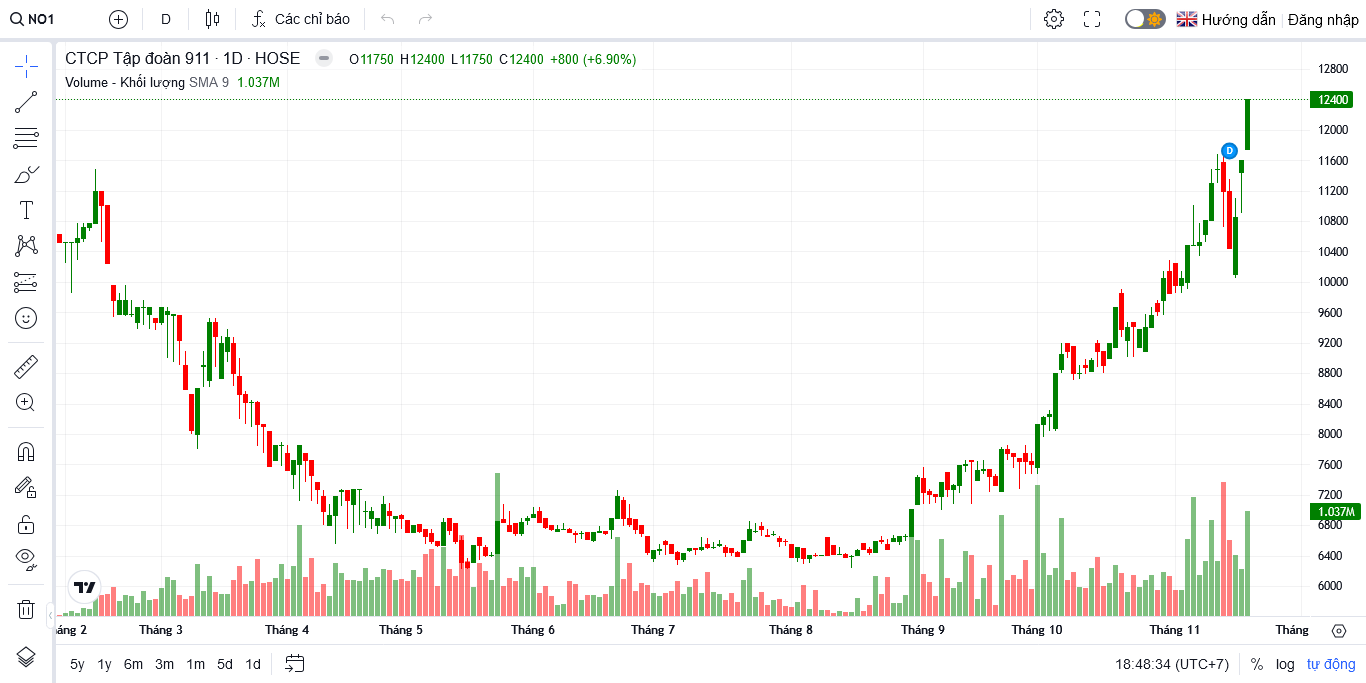 NO1 D Các chỉ báo Hướng dẫn Đăng nhập
CTCP Tập đoàn 911 · 1D · HOSE O11750 H12400 L11750 C12400 +800 (+6.90%)
Volume - Khối lượng SMA 9 1.037M
12800
12400
12000
D
11600
11200
10800
10400
10000
9600
9200
8800
8400
8000
7600
7200
1.037M
6800
6400
6000
áng 2 Tháng 3 Tháng 4 Tháng 5 Tháng 6 Tháng 7 Tháng 8 Tháng 9 Tháng 10 Tháng 11 Tháng
5y 1y 6m 3m 1m 5d 1d 18:48:34 (UTC+7) % log tự động